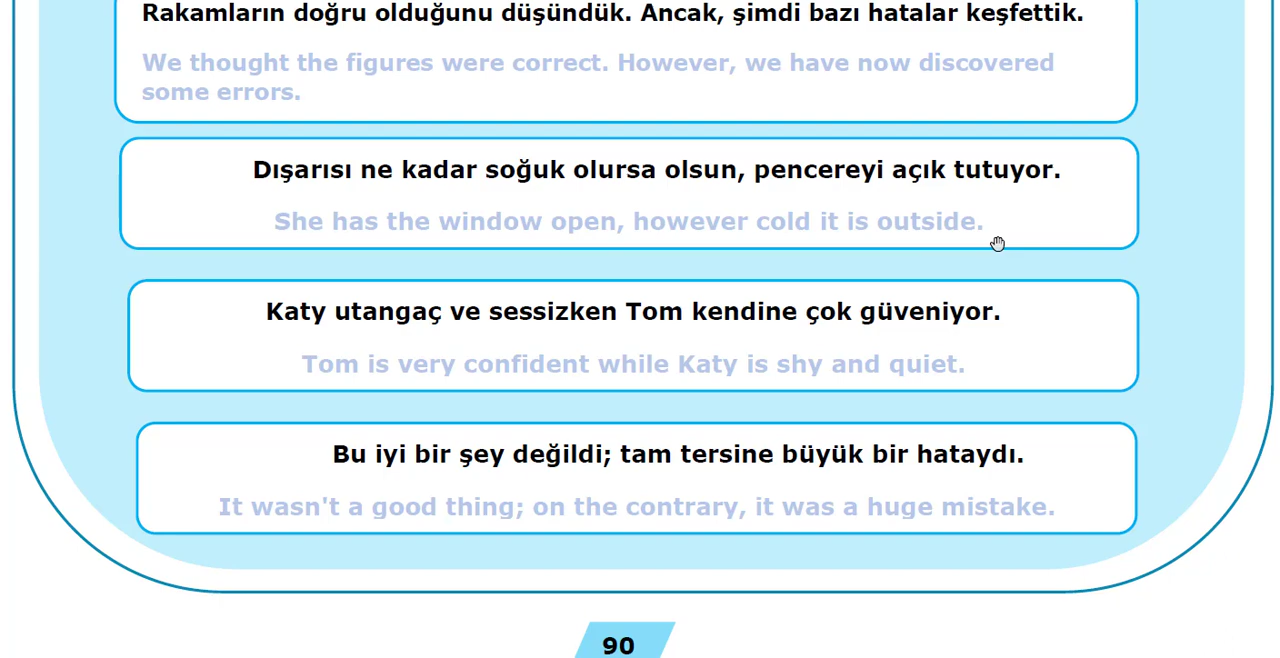 Rakamların doğru olduğunu düşündük. Ancak, şimdi bazı hatalar keşfettik.
We thought the figures were correct. However, we have now discovered
some errors.
Dışarısı ne kadar soğuk olursa olsun, pencereyi açık tutuyor.
She has the window open, however cold it is outside.
Katy utangaç ve sessizken Tom kendine çok güveniyor.
Tom is very confident while Katy is shy and quiet.
Bu iyi bir şey değildi; tam tersine büyük bir hataydı.
It wasn't a good thing; on the contrary, it was a huge mistake.
90